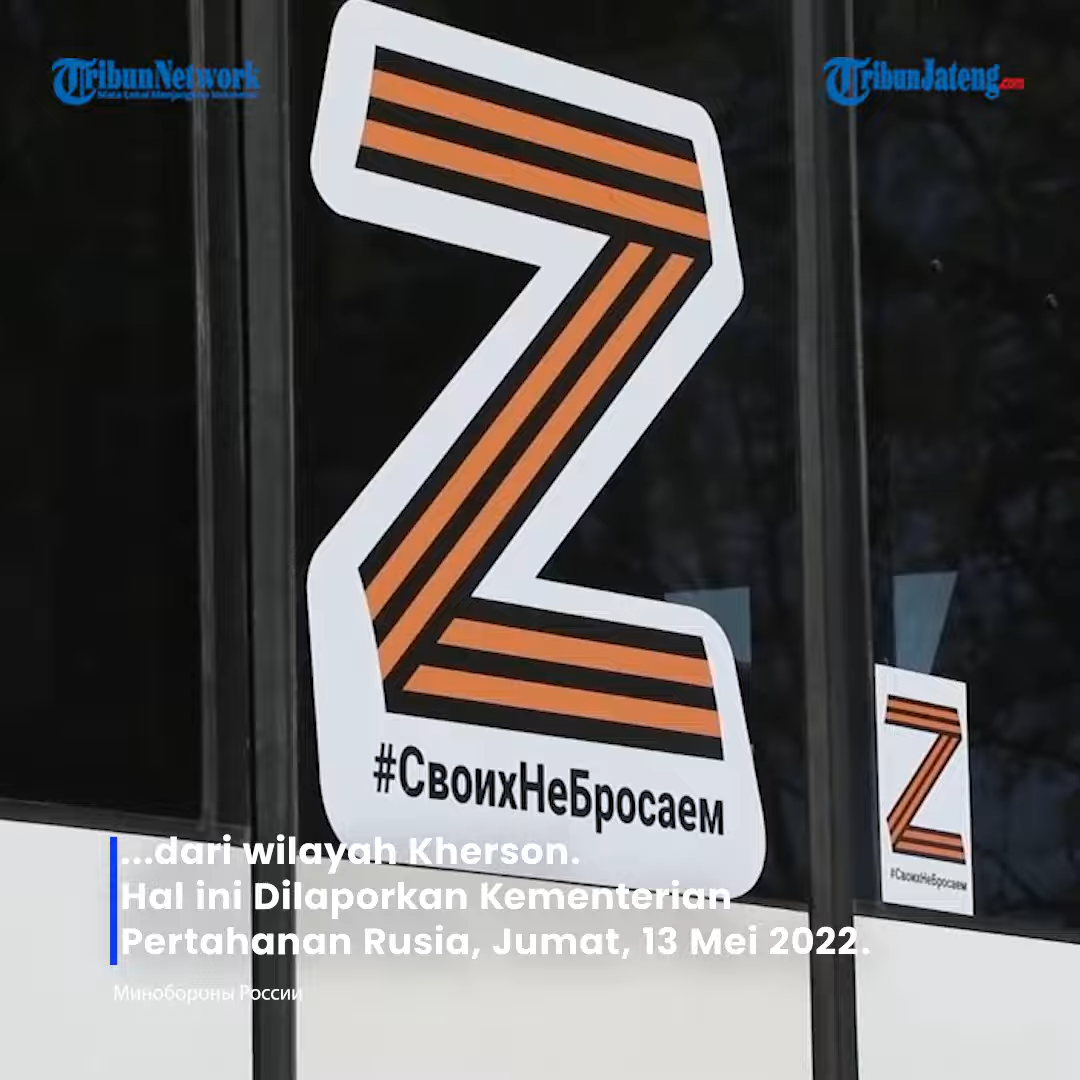 TribunNetwork
TribunJateng.com
Z
#СвоихНеБросаем
Z
#СвоихНеБросаем
...dari wilayah Kherson.
Hal ini Dilaporkan Kementerian
Pertahanan Rusia, Jumat, 13 Mei 2022.
Минобороны России